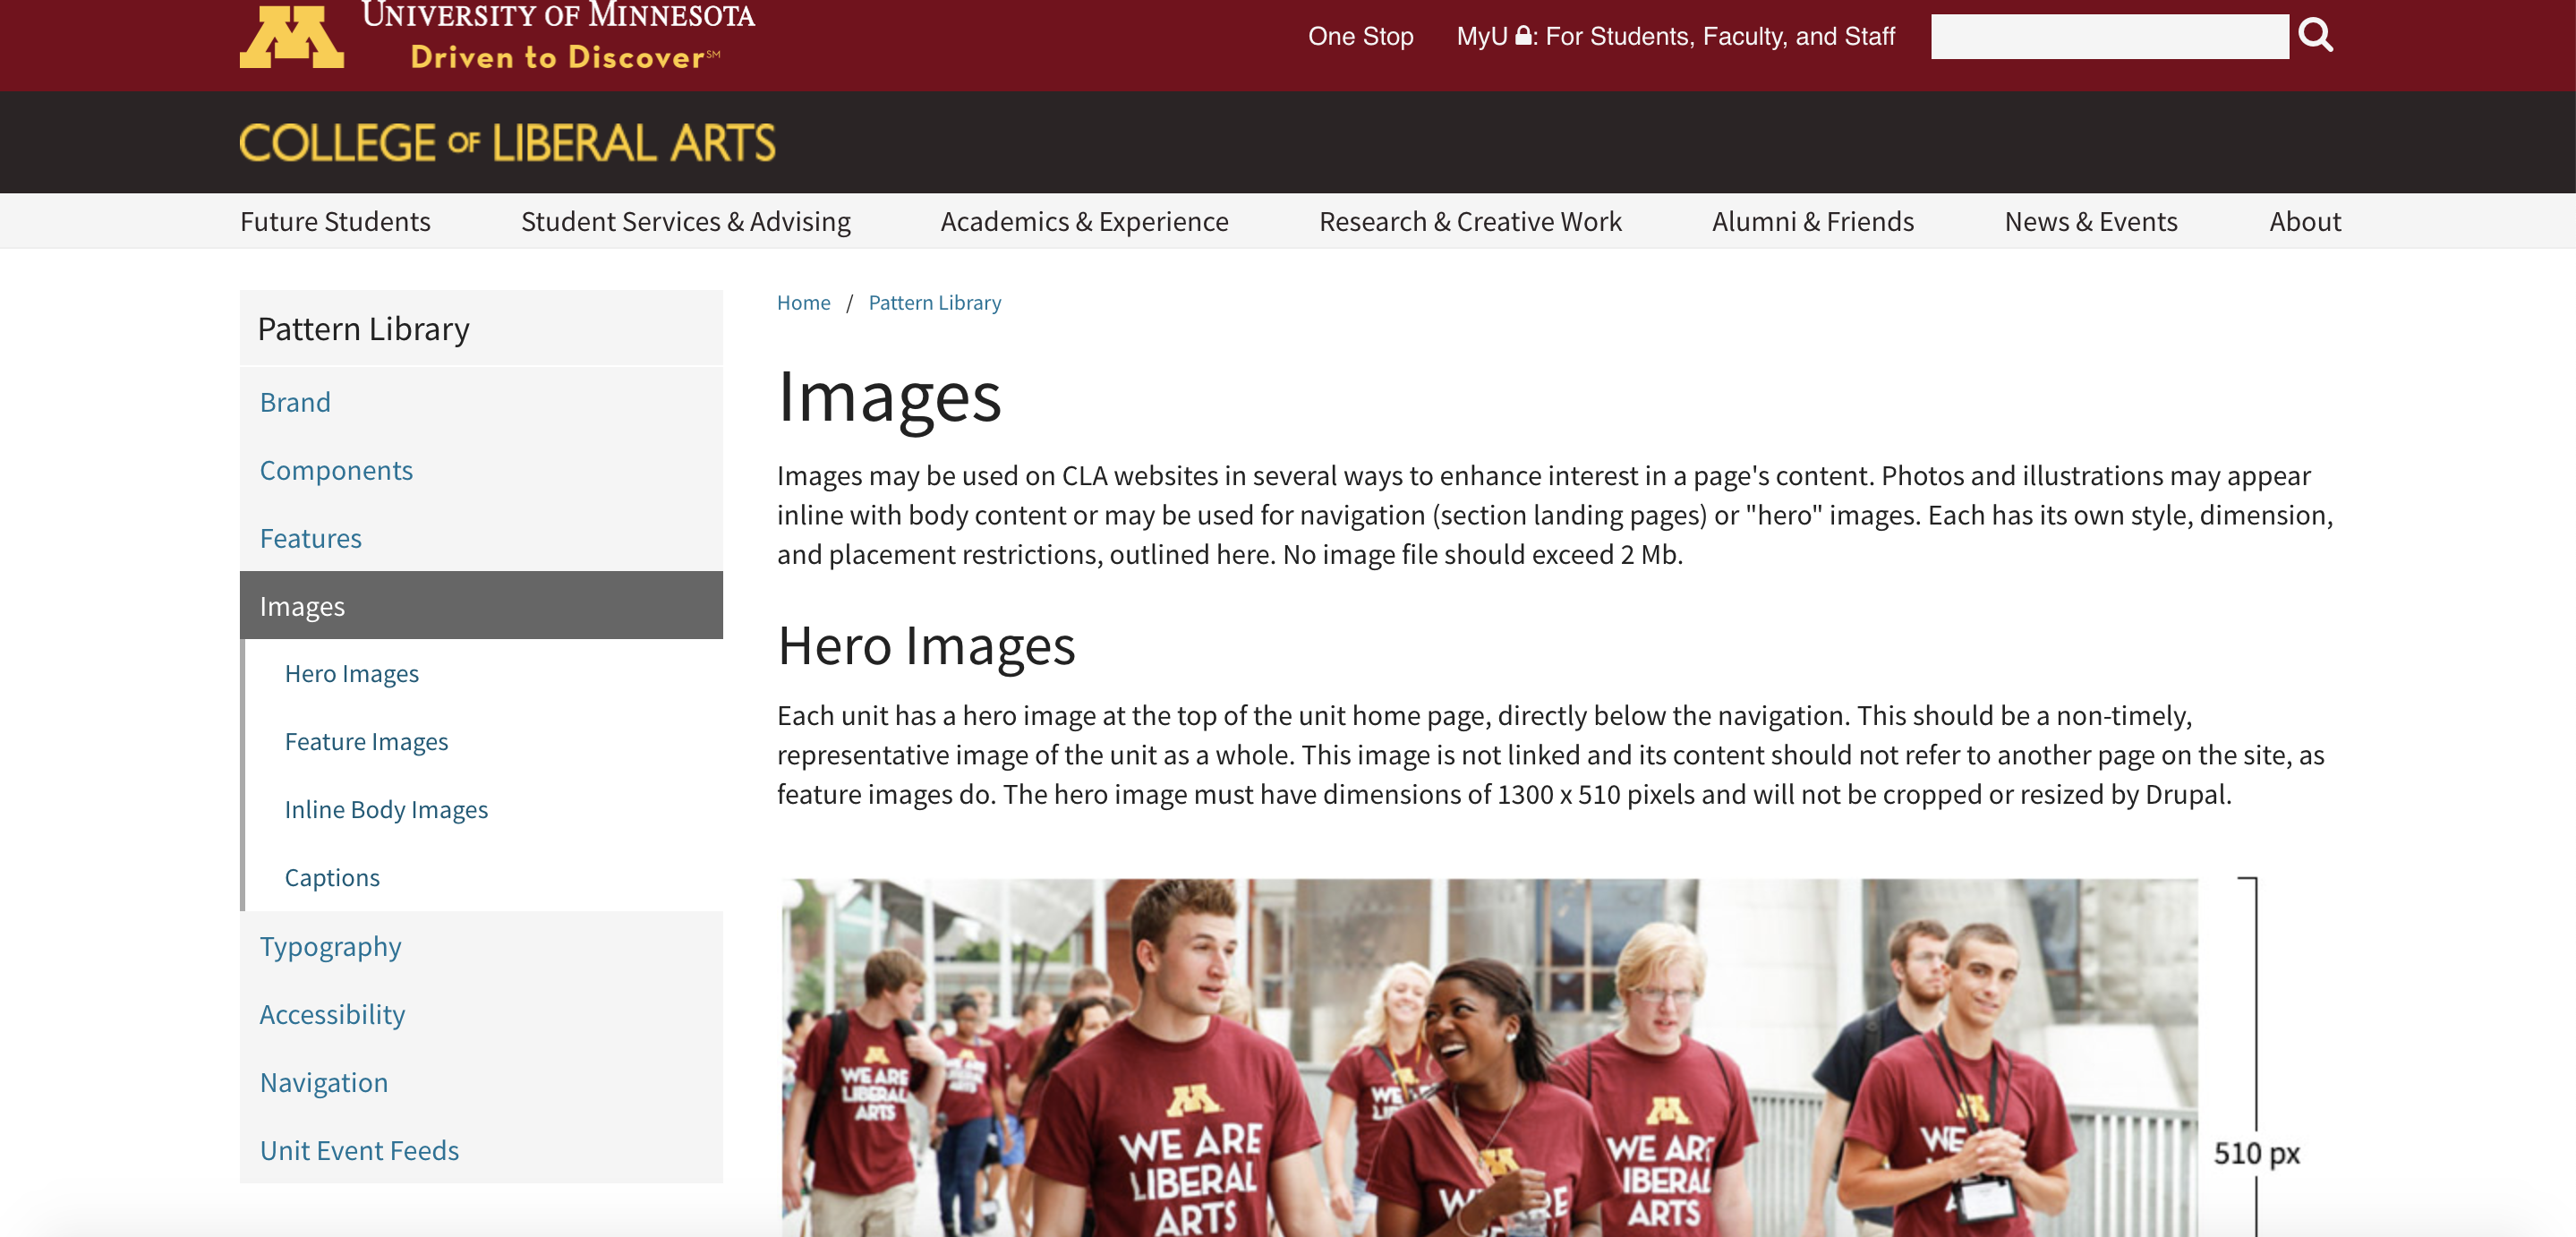 UNIVERSITY OF MINNESOTA
Driven to Discover℠
One Stop
MyU : For Students, Faculty, and Staff
COLLEGE OF LIBERAL ARTS
Future Students
Student Services & Advising
Academics & Experience
Research & Creative Work
Alumni & Friends
News & Events
About
Pattern Library
Brand
Components
Features
Images
Hero Images
Feature Images
Inline Body Images
Captions
Typography
Accessibility
Navigation
Unit Event Feeds
Home / Pattern Library
Images
Images may be used on CLA websites in several ways to enhance interest in a page's content. Photos and illustrations may appear
inline with body content or may be used for navigation (section landing pages) or "hero" images. Each has its own style, dimension,
and placement restrictions, outlined here. No image file should exceed 2 Mb.
Hero Images
Each unit has a hero image at the top of the unit home page, directly below the navigation. This should be a non-timely,
representative image of the unit as a whole. This image is not linked and its content should not refer to another page on the site, as
feature images do. The hero image must have dimensions of 1300 x 510 pixels and will not be cropped or resized by Drupal.
WE ARE
LIBERAL
ARTS
WE ARE
LIBERAL
ARTS
WE AR
IBERAL
ARTS
WE
510 px